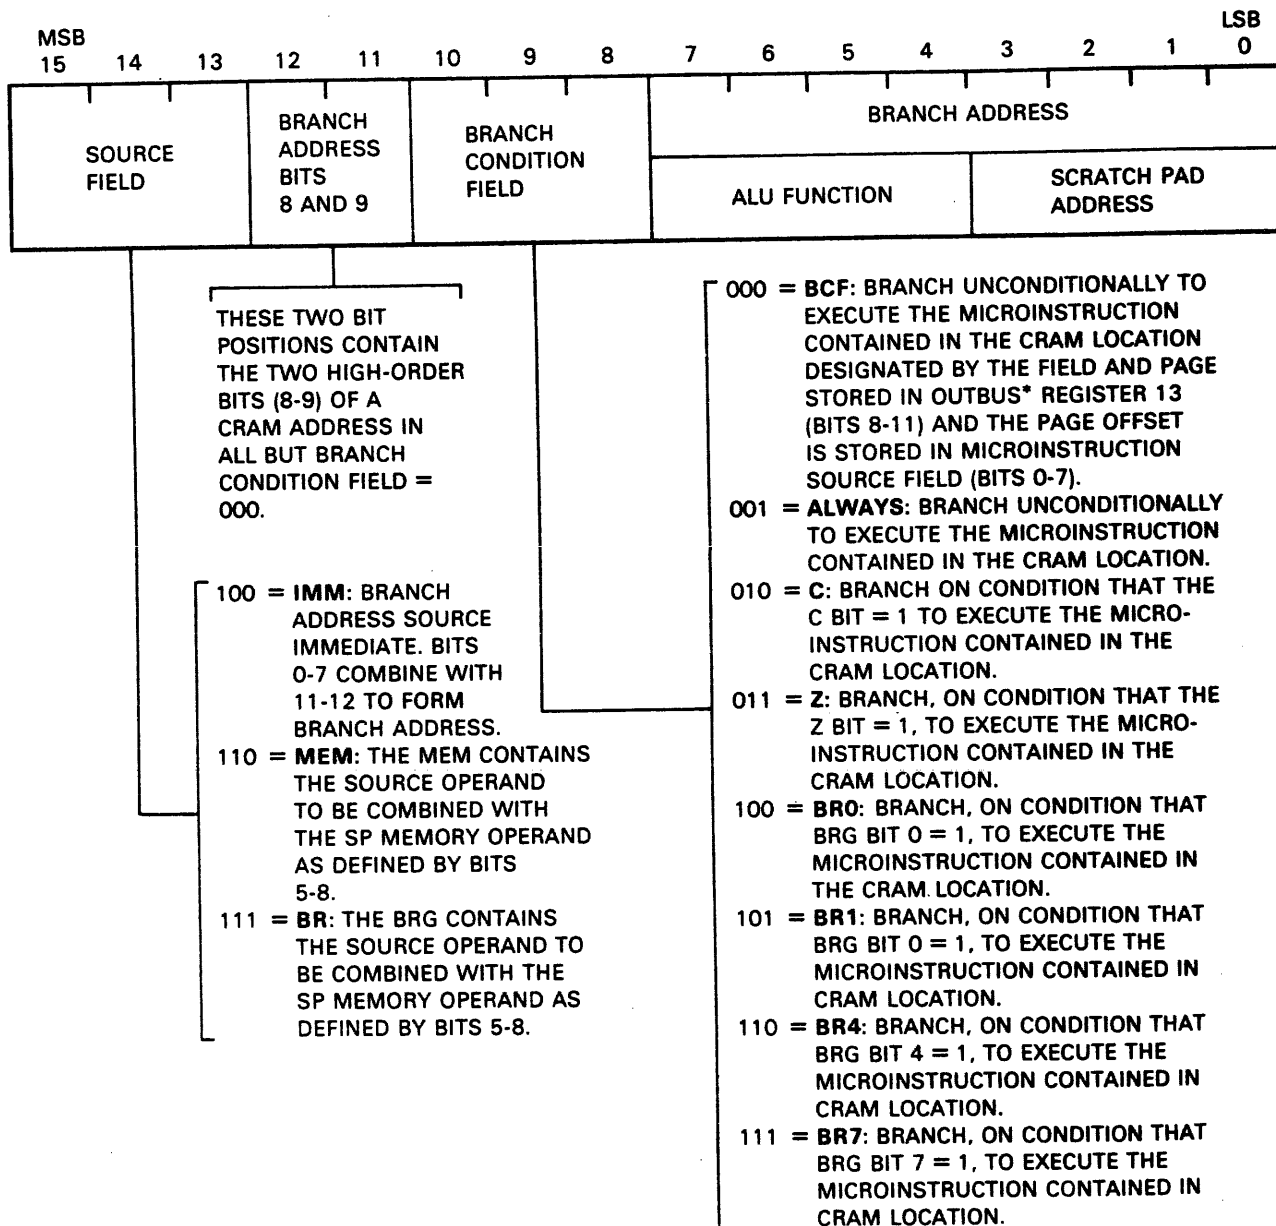 MSB LSB
15 14 13 12 11 10 9 8 7 6 5 4 3 2 1 0
SOURCE
FIELD
BRANCH
ADDRESS
BITS
8 AND 9
BRANCH
CONDITION
FIELD
BRANCH ADDRESS
ALU FUNCTION
SCRATCH PAD
ADDRESS
THESE TWO BIT
POSITIONS CONTAIN
THE TWO HIGH-ORDER
BITS (8-9) OF A
CRAM ADDRESS IN
ALL BUT BRANCH
CONDITION FIELD =
000.
100 = IMM: BRANCH
ADDRESS SOURCE
IMMEDIATE. BITS
0-7 COMBINE WITH
11-12 TO FORM
BRANCH ADDRESS.
110 = MEM: THE MEM CONTAINS
THE SOURCE OPERAND
TO BE COMBINED WITH
THE SP MEMORY OPERAND
AS DEFINED BY BITS
5-8.
111 = BR: THE BRG CONTAINS
THE SOURCE OPERAND TO
BE COMBINED WITH THE
SP MEMORY OPERAND AS
DEFINED BY BITS 5-8.
000 = BCF: BRANCH UNCONDITIONALLY TO
EXECUTE THE MICROINSTRUCTION
CONTAINED IN THE CRAM LOCATION
DESIGNATED BY THE FIELD AND PAGE
STORED IN OUTBUS* REGISTER 13
(BITS 8-11) AND THE PAGE OFFSET
IS STORED IN MICROINSTRUCTION
SOURCE FIELD (BITS 0-7).
001 = ALWAYS: BRANCH UNCONDITIONALLY
TO EXECUTE THE MICROINSTRUCTION
CONTAINED IN THE CRAM LOCATION.
010 = C: BRANCH ON CONDITION THAT THE
C BIT = 1 TO EXECUTE THE MICRO-
INSTRUCTION CONTAINED IN THE
CRAM LOCATION.
011 = Z: BRANCH, ON CONDITION THAT THE
Z BIT = 1, TO EXECUTE THE MICRO-
INSTRUCTION CONTAINED IN THE
CRAM LOCATION.
100 = BR0: BRANCH, ON CONDITION THAT
BRG BIT 0 = 1, TO EXECUTE THE
MICROINSTRUCTION CONTAINED IN
THE CRAM LOCATION.
101 = BR1: BRANCH, ON CONDITION THAT
BRG BIT 0 = 1, TO EXECUTE THE
MICROINSTRUCTION CONTAINED IN
CRAM LOCATION.
110 = BR4: BRANCH, ON CONDITION THAT
BRG BIT 4 = 1, TO EXECUTE THE
MICROINSTRUCTION CONTAINED IN
CRAM LOCATION.
111 = BR7: BRANCH, ON CONDITION THAT
BRG BIT 7 = 1, TO EXECUTE THE
MICROINSTRUCTION CONTAINED IN
CRAM LOCATION.